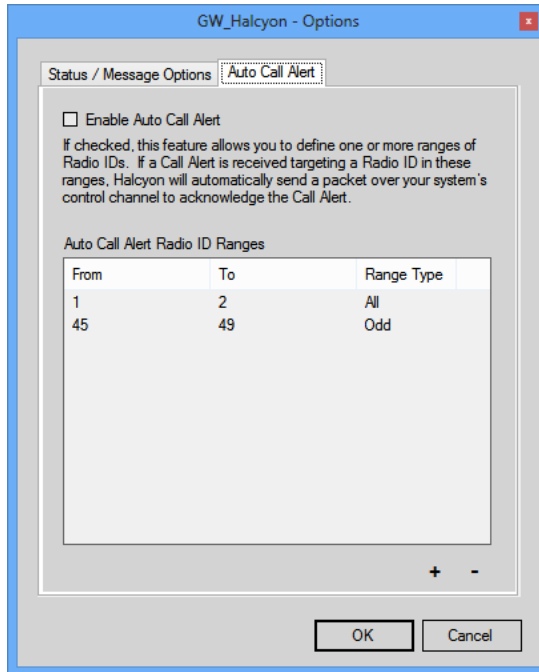 GW_Halcyon - Options
x
Status / Message Options Auto Call Alert
Enable Auto Call Alert
If checked, this feature allows you to define one or more ranges of
Radio IDs. If a Call Alert is received targeting a Radio ID in these
ranges, Halcyon will automatically send a packet over your system's
control channel to acknowledge the Call Alert.
Auto Call Alert Radio ID Ranges
From To Range Type
1 2 All
45 49 Odd
+ -
OK Cancel